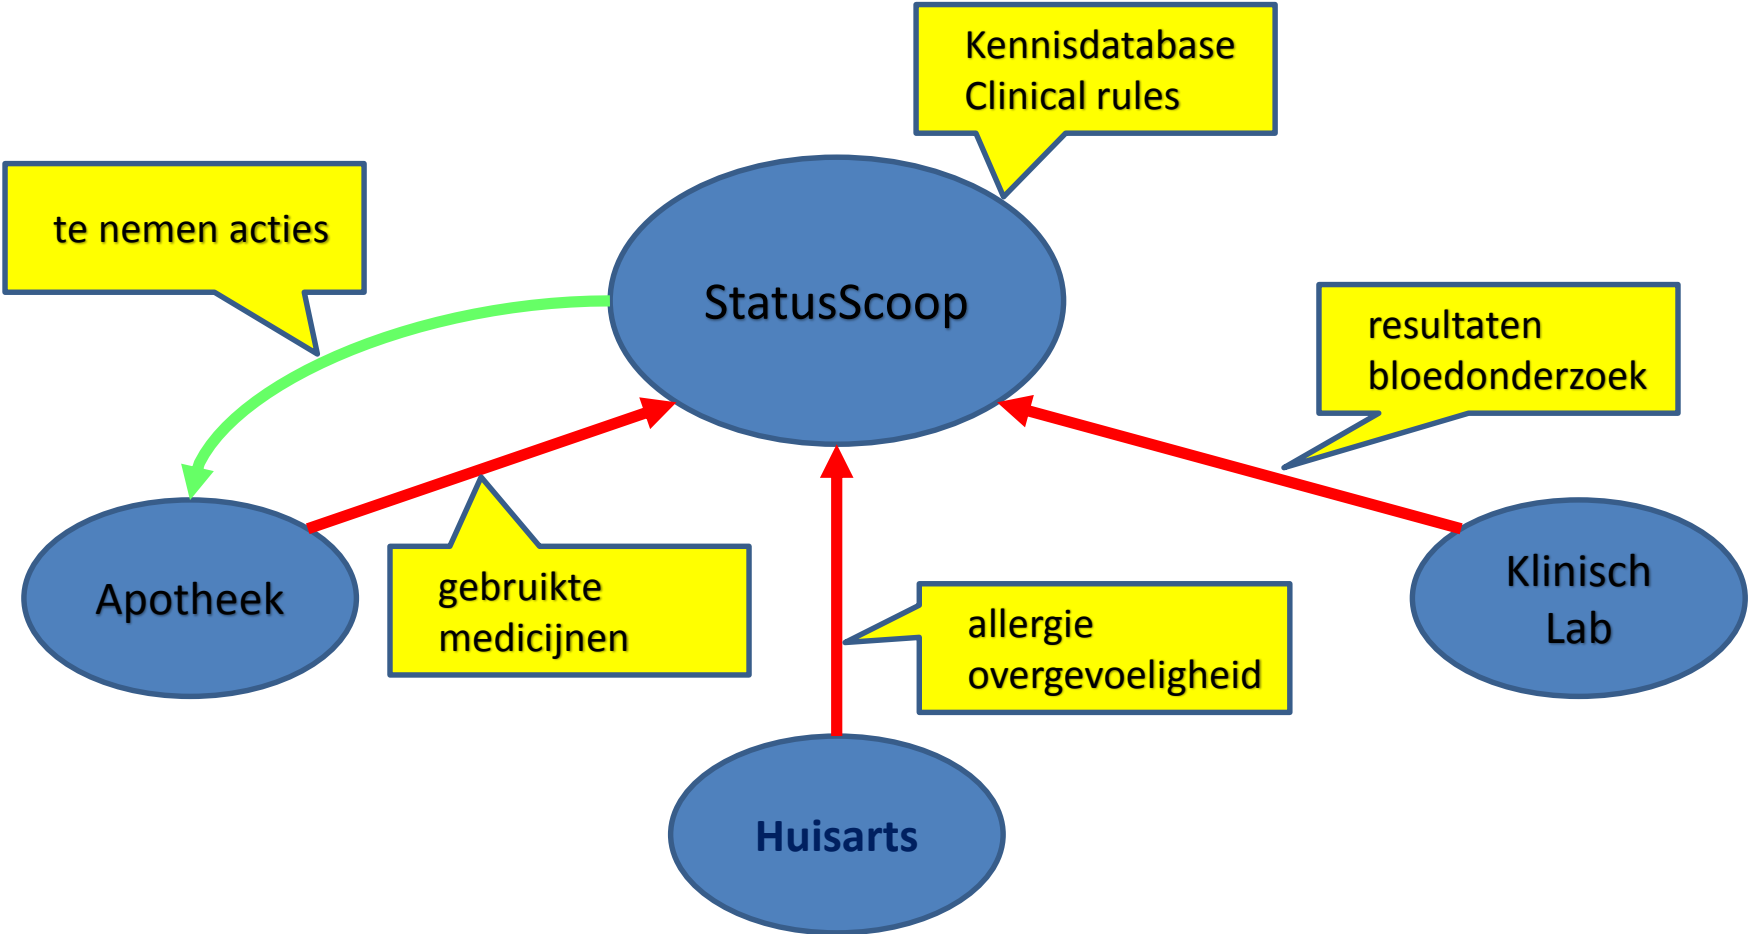 Kennisdatabase
Clinical rules
te nemen acties
StatusScoop
resultaten
bloedonderzoek
Apotheek
gebruikte
medicijnen
allergie
overgevoeligheid
Klinisch
Lab
Huisarts